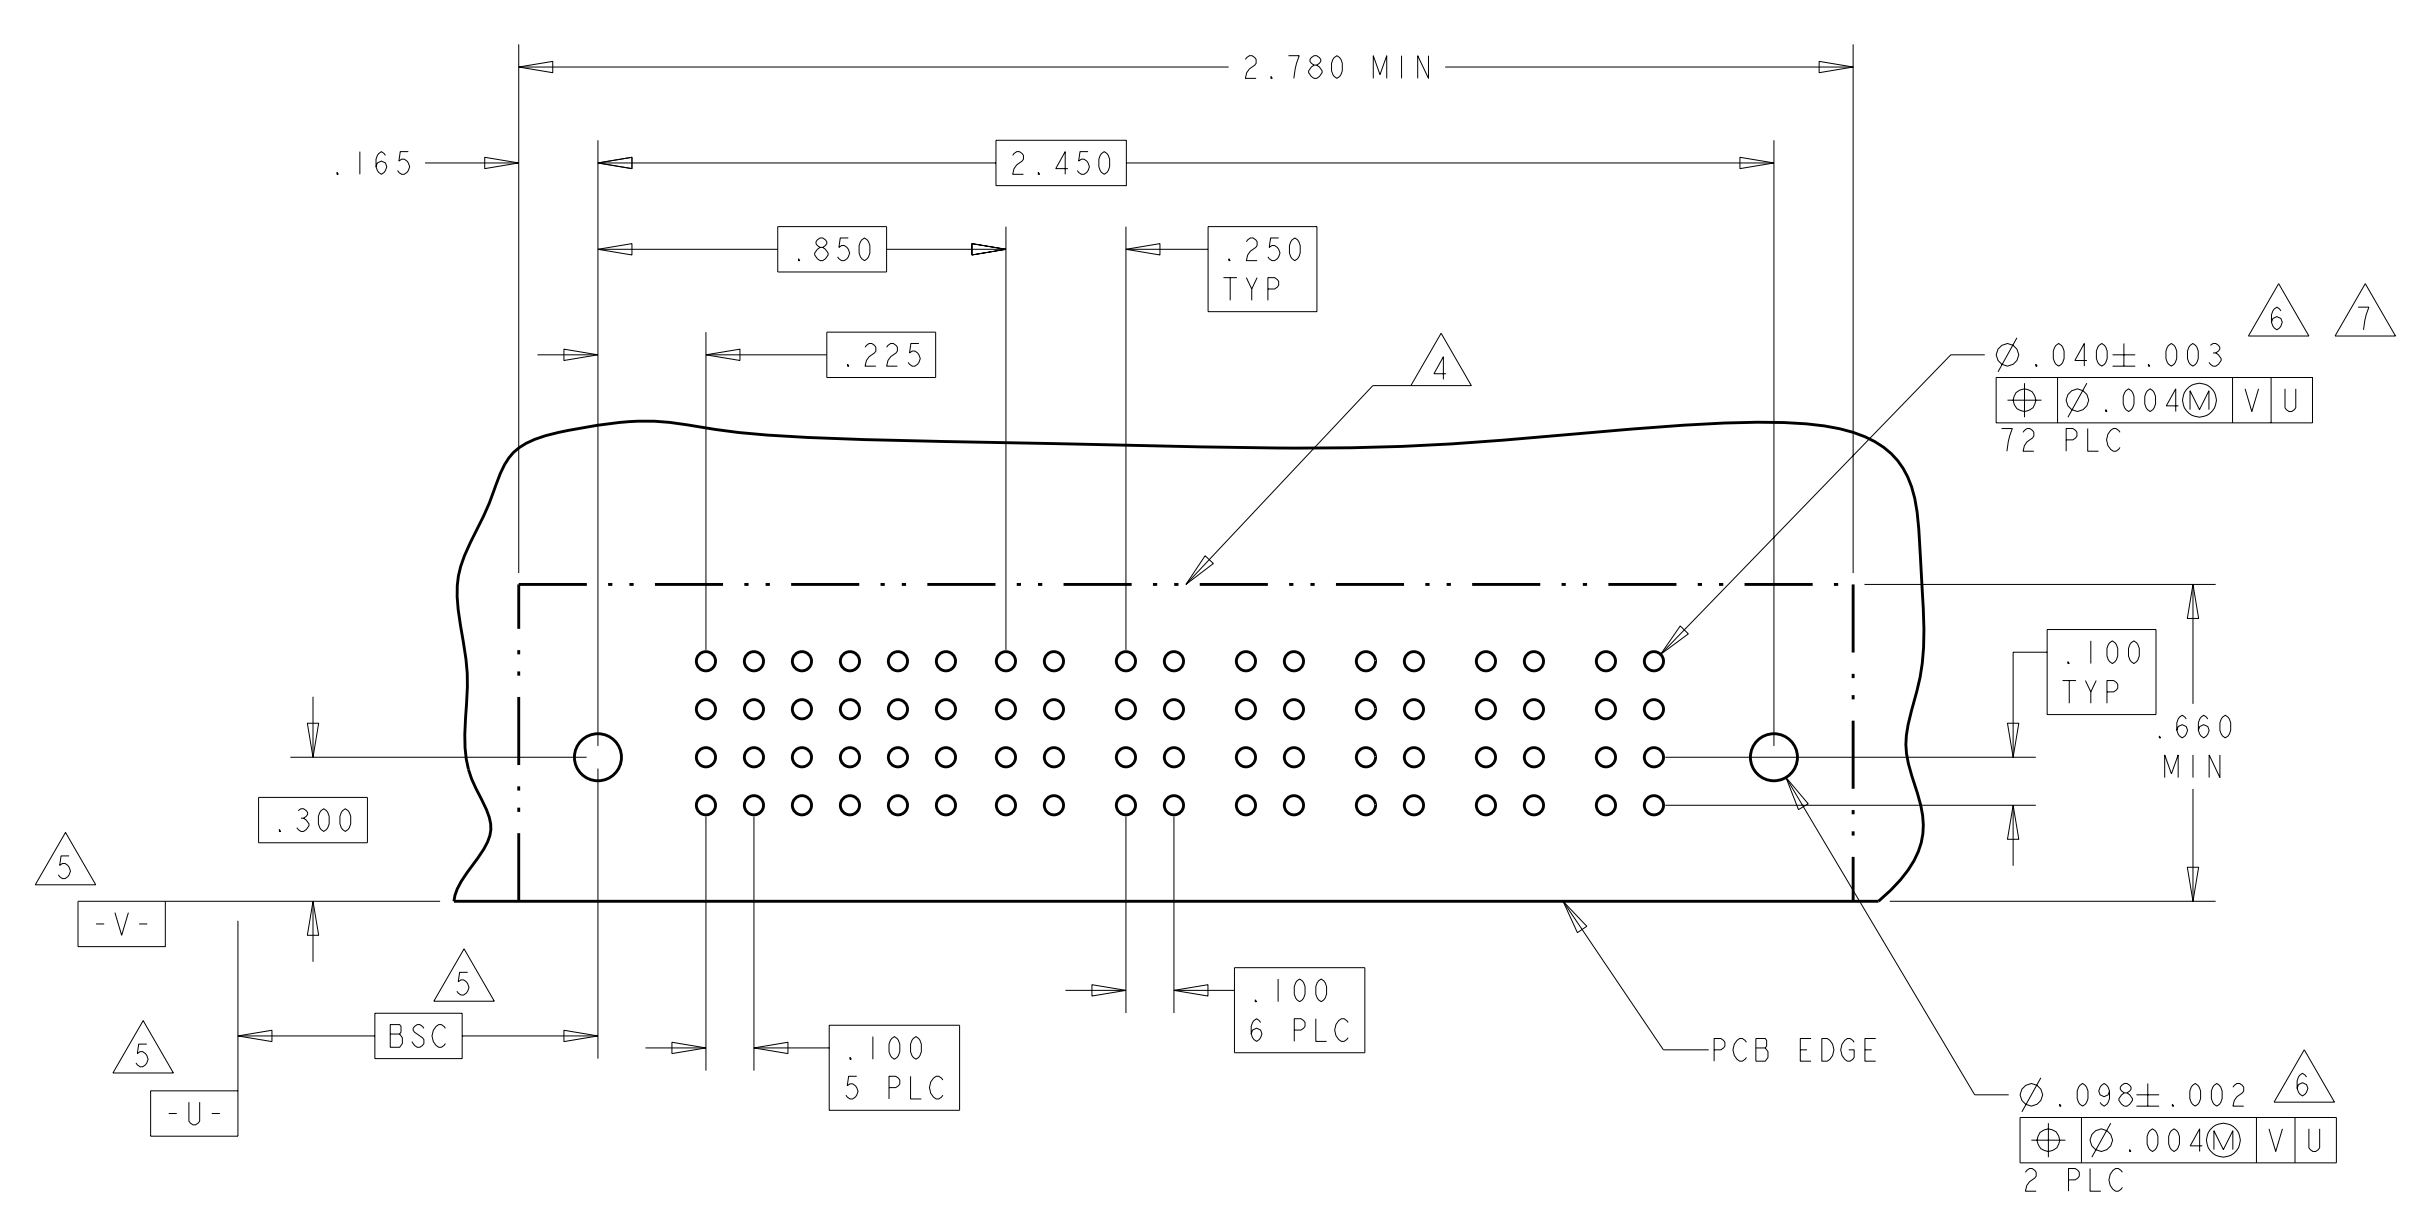 2.780 MIN
.165
2.450
.850
.250
TYP
.225
6
7
4
Ø.040±.003
⌖ Ø.004Ⓜ V U
72 PLC
.100
TYP
.660
MIN
.300
5
-V-
5
BSC
5
-U-
.100
6 PLC
.100
5 PLC
PCB EDGE
6
Ø.098±.002
⌖ Ø.004Ⓜ V U
2 PLC